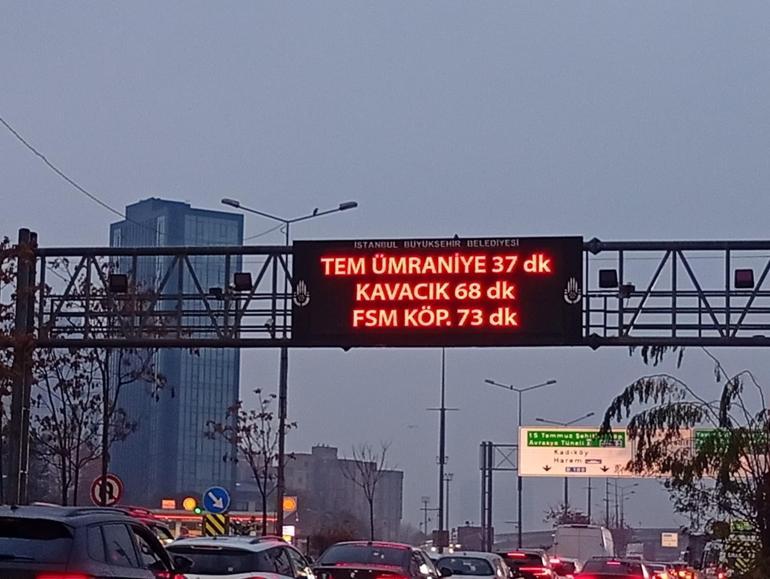 İSTANBUL BÜYÜKŞEHİR BELEDİYESİ
TEM ÜMRANİYE 37 dk
KAVACIK 68 dk
FSM KÖP. 73 dk
15 Temmuz Şehitler
Avrasya Tüneli
Kadıköy
Harem
D 100